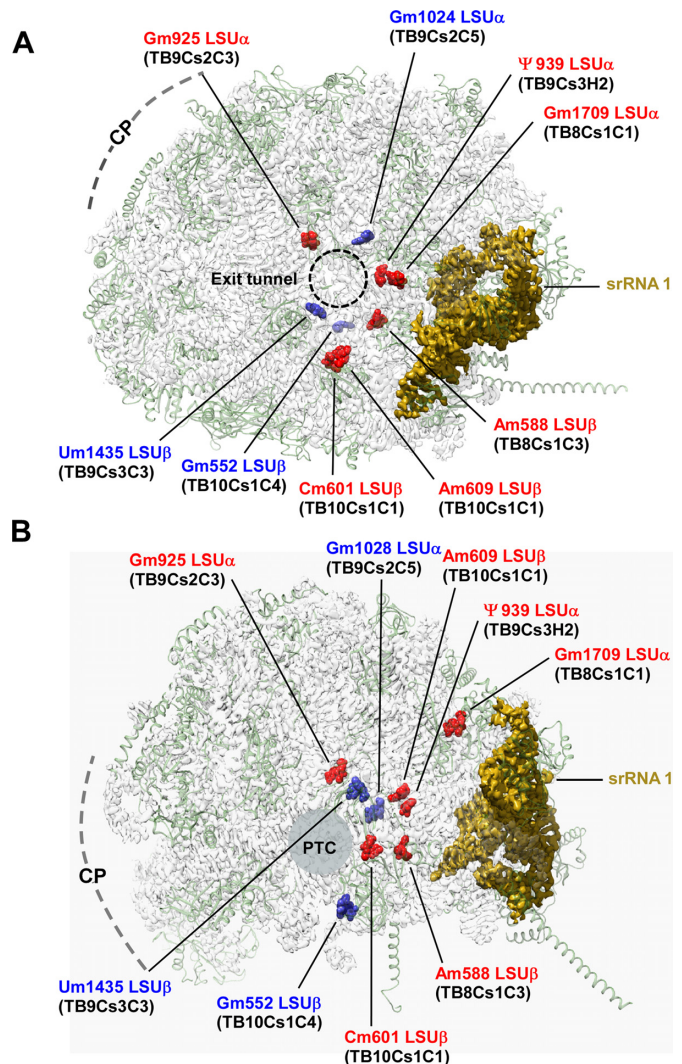 A
Gm925 LSUα
(TB9Cs2C3)
Gm1024 LSUα
(TB9Cs2C5)
Ψ 939 LSUα
(TB9Cs3H2)
Gm1709 LSUα
(TB8Cs1C1)
CP
Exit tunnel
srRNA 1
Um1435 LSUβ
(TB9Cs3C3)
Gm552 LSUβ
(TB10Cs1C4)
Cm601 LSUβ
(TB10Cs1C1)
Am609 LSUβ
(TB10Cs1C1)
Am588 LSUβ
(TB8Cs1C3)
B
Gm925 LSUα
(TB9Cs2C3)
Gm1028 LSUα
(TB9Cs2C5)
Am609 LSUβ
(TB10Cs1C1)
Ψ 939 LSUα
(TB9Cs3H2)
Gm1709 LSUα
(TB8Cs1C1)
srRNA 1
PTC
CP
Um1435 LSUβ
(TB9Cs3C3)
Gm552 LSUβ
(TB10Cs1C4)
Cm601 LSUβ
(TB10Cs1C1)
Am588 LSUβ
(TB8Cs1C3)